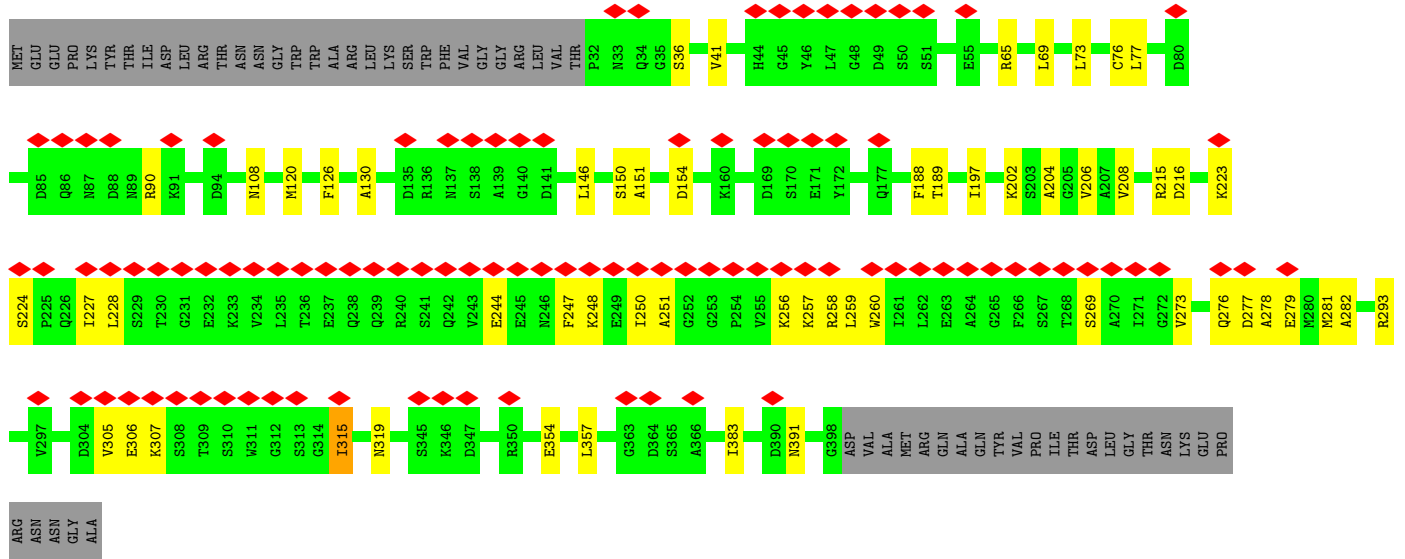 MET GLU GLU PRO LYS TYR THR ILE ASP LEU ARG THR ASN ASN GLY TRP TRP ALA ARG LEU LYS SER TRP PHE VAL GLY GLY ARG LEU VAL THR P32 N33 Q34 G35 S36 V41 H44 G45 Y46 L47 G48 D49 S50 S51 E55 R65 L69 L73 C76 L77 D80
D85 Q86 N87 D88 N89 R90 K91 D94 N108 M120 F126 A130 D135 R136 N137 S138 A139 G140 D141 L146 S150 A151 D154 K160 D169 S170 E171 Y172 Q177 F188 T189 I197 K202 S203 A204 G205 V206 A207 V208 R215 D216 K223
S224 P225 Q226 I227 L228 S229 T230 G231 E232 K233 V234 L235 T236 E237 Q238 Q239 R240 S241 Q242 V243 E244 E245 N246 F247 K248 E249 I250 A251 G252 G253 P254 V255 K256 K257 R258 L259 W260 I261 L262 E263 A264 G265 F266 S267 T268 S269 A270 I271 G272 V273 Q276 D277 A278 E279 M280 M281 A282 R293
V297 D304 V305 E306 K307 S308 T309 S310 W311 G312 S313 G314 I315 N319 S345 K346 D347 R350 E354 L357 G363 D364 S365 A366 I383 D390 N391 G398 ASP VAL ALA MET ARG GLN ALA GLN TYR VAL PRO ILE THR ASP LEU GLY THR ASN LYS GLU PRO
ARG ASN ASN GLY ALA